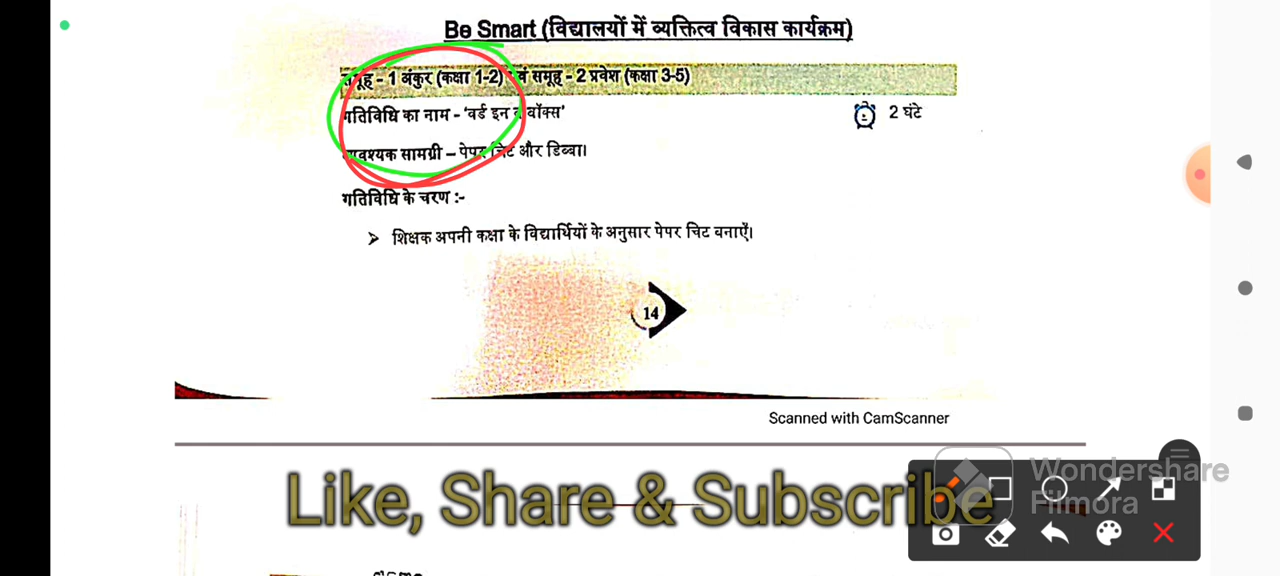 Be Smart (विद्यालयों में व्यक्तित्व विकास कार्यक्रम)
समूह - 1 अंकुर (कक्षा 1-2) एवं समूह - 2 प्रवेश (कक्षा 3-5)
गतिविधि का नाम - 'वर्ड इन बॉक्स' 2 घंटे
आवश्यक सामग्री – पेपर चिट और डिब्बा।
गतिविधि के चरण :-
➤ शिक्षक अपनी कक्षा के विद्यार्थियों के अनुसार पेपर चिट बनाएँ।
14
Scanned with CamScanner
Like, Share & Subscribe
Wondershare
Filmora